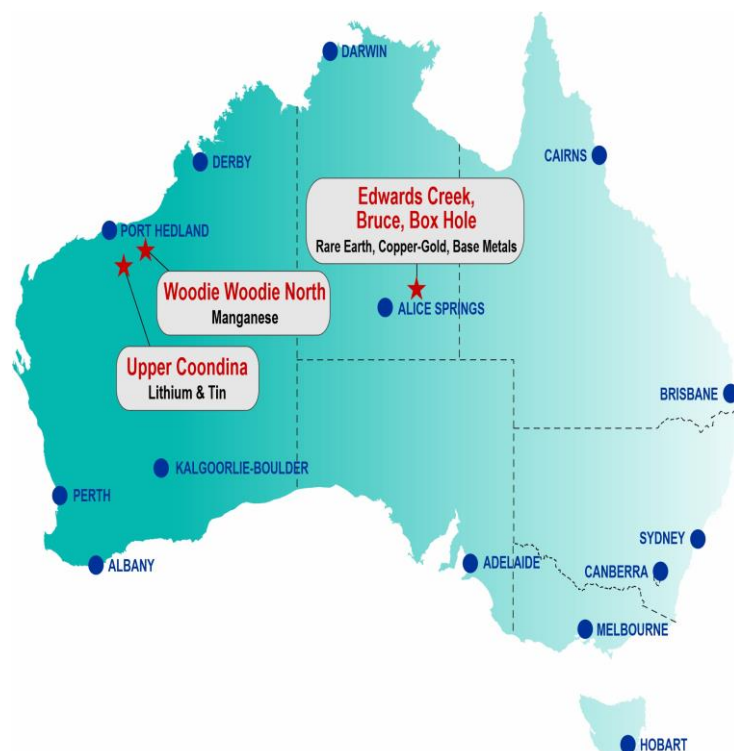 DARWIN
CAIRNS
DERBY
Edwards Creek,
Bruce, Box Hole
Rare Earth, Copper-Gold, Base Metals
PORT HEDLAND
Woodie Woodie North
Manganese
ALICE SPRINGS
Upper Coondina
Lithium & Tin
BRISBANE
KALGOORLIE-BOULDER
PERTH
SYDNEY
ALBANY
ADELAIDE
CANBERRA
MELBOURNE
HOBART